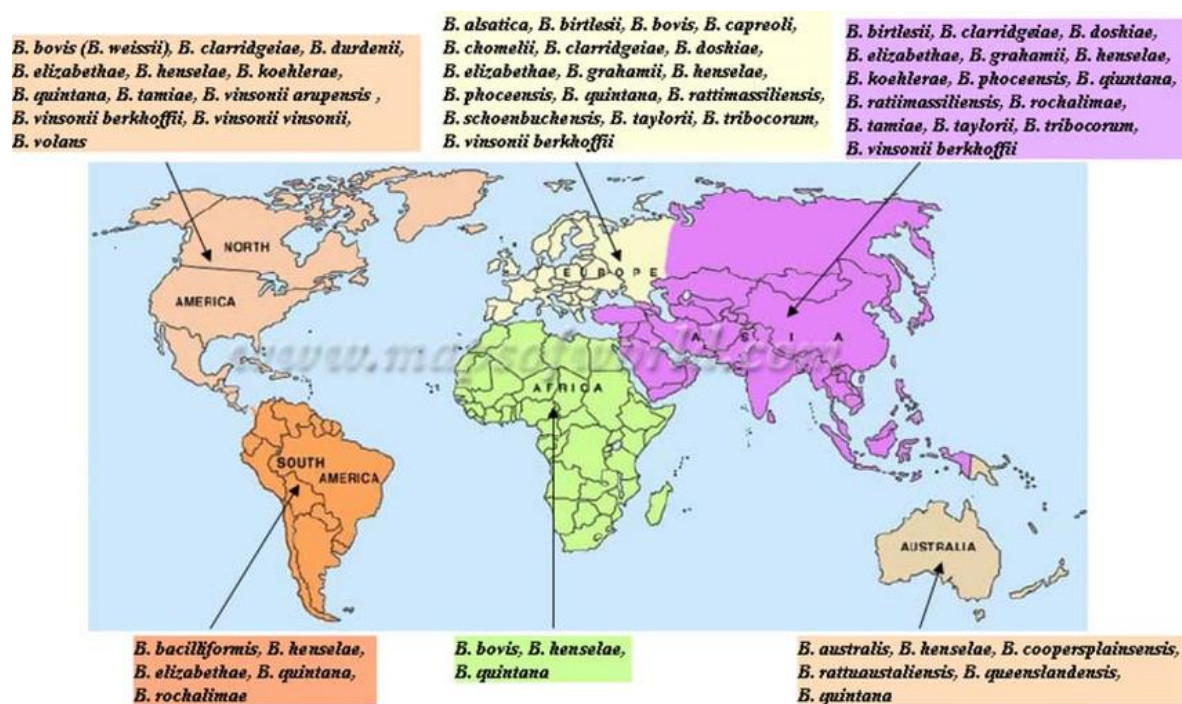 B. bovis (B. weissii), B. clarridgeiae, B. durdenii,
B. elizabethae, B. henselae, B. koehlerae,
B. quintana, B. tamiae, B. vinsonii arupensis ,
B. vinsonii berkhoffii, B. vinsonii vinsonii,
B. volans
B. alsatica, B. birtlesii, B. bovis, B. capreoli,
B. chomelii, B. clarridgeiae, B. doshiae,
B. elizabethae, B. grahamii, B. henselae,
B. phoceensis, B. quintana, B. rattimassiliensis,
B. schoenbuchensis, B. taylorii, B. tribocorum,
B. vinsonii berkhoffii
B. birtlesii, B. clarridgeiae, B. doshiae,
B. elizabethae, B. grahamii, B. henselae,
B. koehlerae, B. phoceensis, B. qiuntana,
B. ratiimassiliensis, B. rochalimae,
B. tamiae, B. taylorii, B. tribocorum,
B. vinsonii berkhoffii
NORTH
AMERICA
EUROPE
ASIA
www.mapsofworld.com
AFRICA
SOUTH
AMERICA
AUSTRALIA
B. bacilliformis, B. henselae,
B. elizabethae, B. quintana,
B. rochalimae
B. bovis, B. henselae,
B. quintana
B. australis, B. henselae, B. coopersplainsensis,
B. rattuaustaliensis, B. queenslandensis,
B. quintana